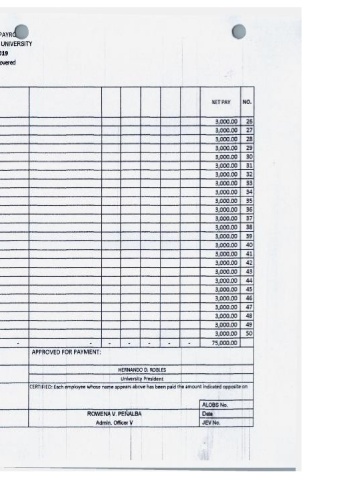 PAYRO
UNIVERSITY
019
overed
NET PAY NO.
3,000.00 26
3,000.00 27
3,000.00 28
3,000.00 29
3,000.00 30
3,000.00 31
3,000.00 32
3,000.00 33
3,000.00 34
3,000.00 35
3,000.00 36
3,000.00 37
3,000.00 38
3,000.00 39
3,000.00 40
3,000.00 41
3,000.00 42
3,000.00 43
3,000.00 44
3,000.00 45
3,000.00 46
3,000.00 47
3,000.00 48
3,000.00 49
3,000.00 50
- - - - - - - 75,000.00
APPROVED FOR PAYMENT:
HERNANDO D. ROBLES
University President
CERTIFIED: Each employee whose name appears above has been paid the amount indicated opposite on
ALOBS No.
ROWENA V. PEÑALBA Date
Admin. Officer V JEV No.